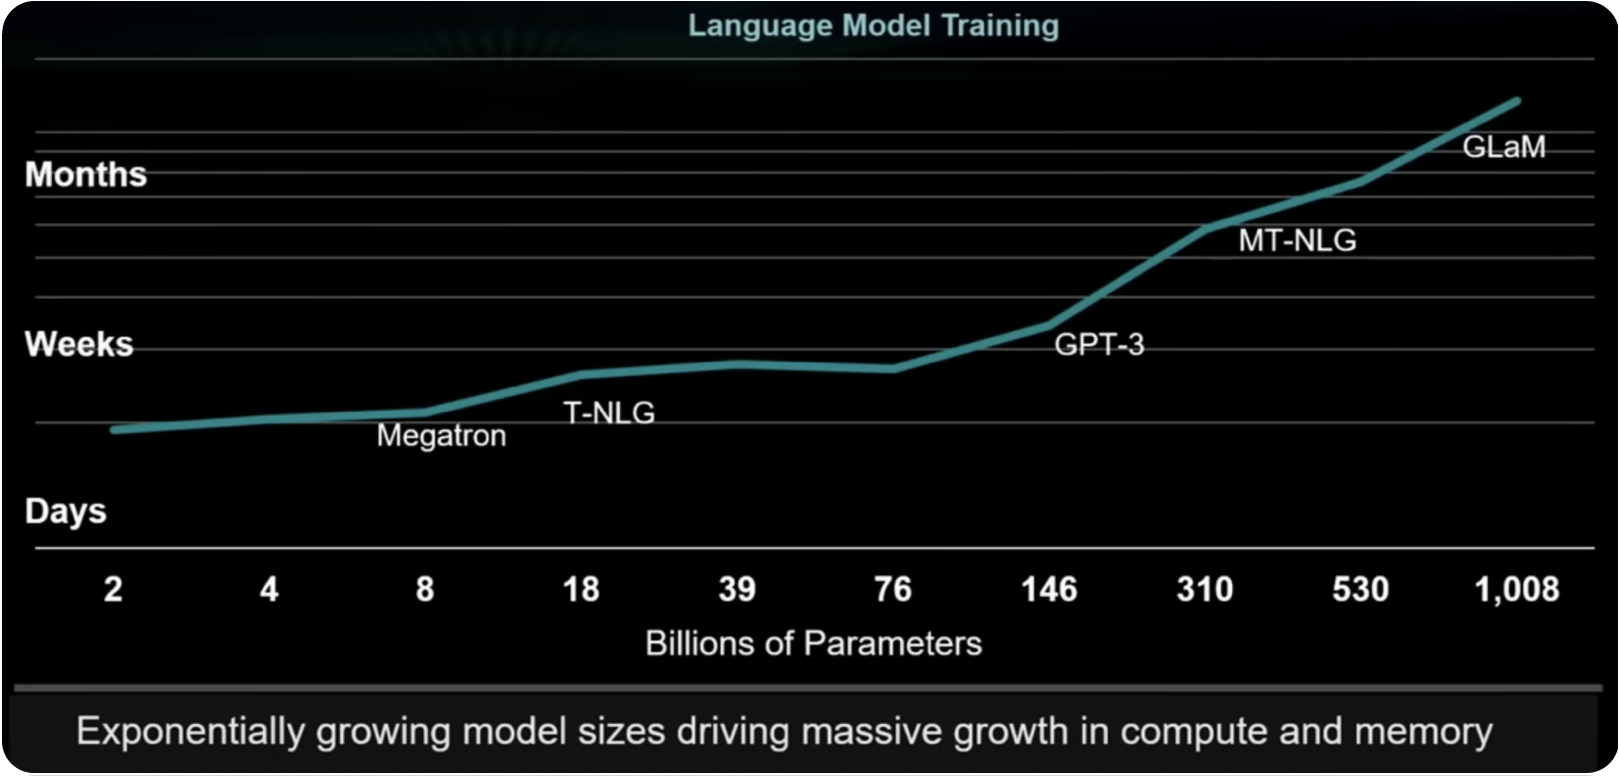 Language Model Training
Months
GLaM
MT-NLG
Weeks
GPT-3
T-NLG
Megatron
Days
2 4 8 18 39 76 146 310 530 1,008
Billions of Parameters
Exponentially growing model sizes driving massive growth in compute and memory